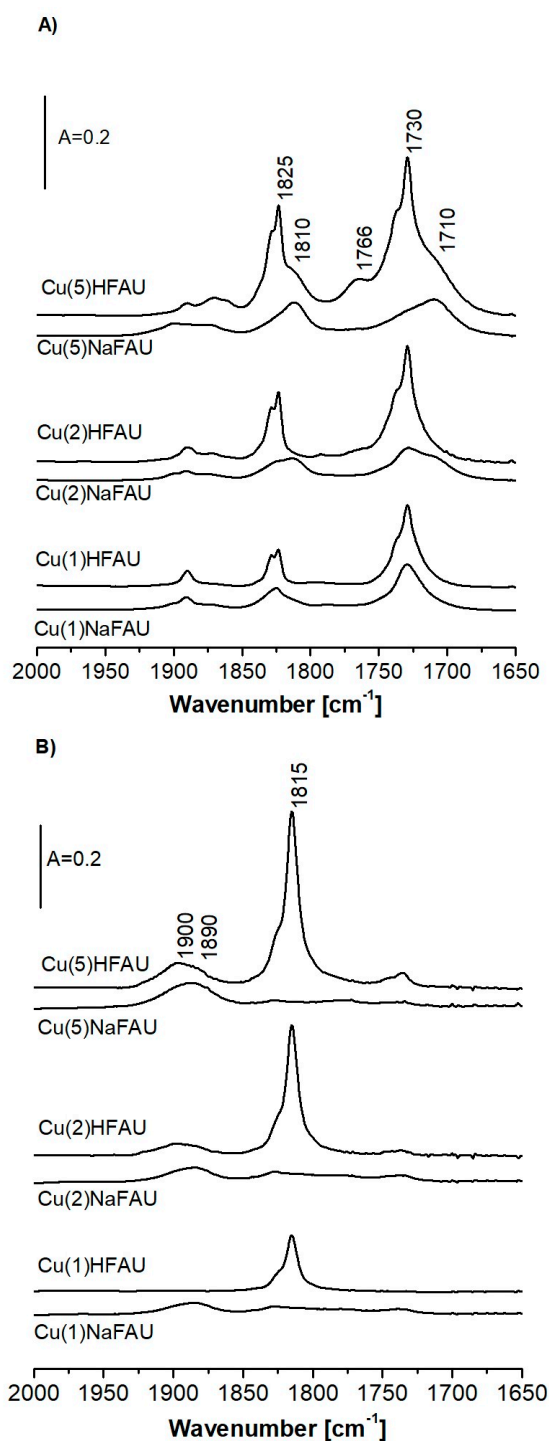 A)
A=0.2
1825
1810
1766
1730
1710
Cu(5)HFAU
Cu(5)NaFAU
Cu(2)HFAU
Cu(2)NaFAU
Cu(1)HFAU
Cu(1)NaFAU
2000 1950 1900 1850 1800 1750 1700 1650
Wavenumber [cm⁻¹]
B)
A=0.2
1900
1890
1815
Cu(5)HFAU
Cu(5)NaFAU
Cu(2)HFAU
Cu(2)NaFAU
Cu(1)HFAU
Cu(1)NaFAU
2000 1950 1900 1850 1800 1750 1700 1650
Wavenumber [cm⁻¹]